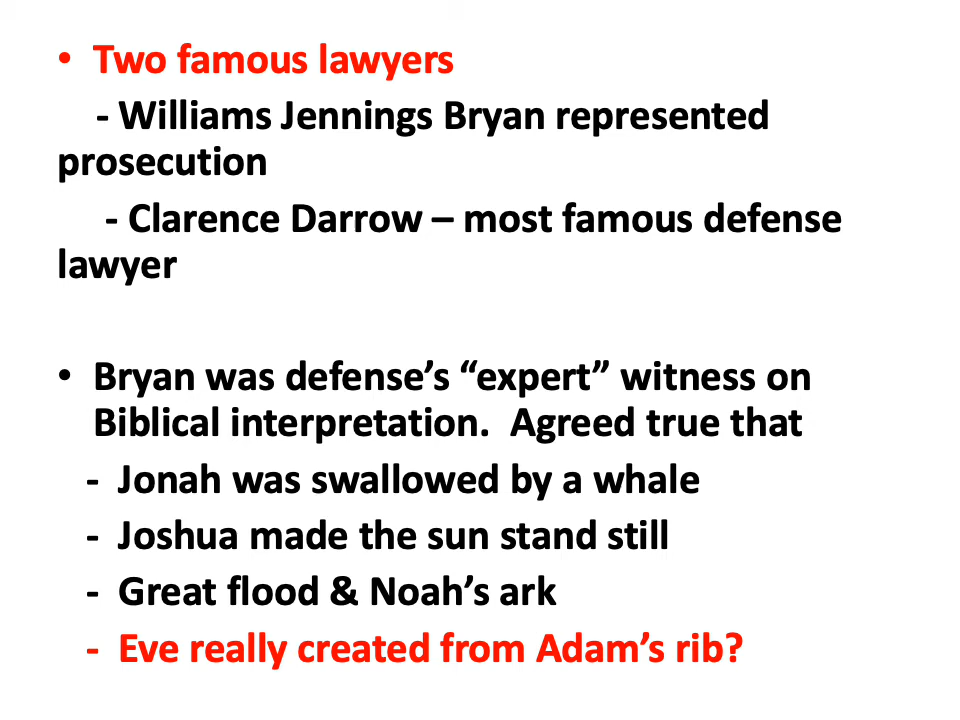 • Two famous lawyers
- Williams Jennings Bryan represented
prosecution
- Clarence Darrow – most famous defense
lawyer
• Bryan was defense’s “expert” witness on
Biblical interpretation.  Agreed true that
- Jonah was swallowed by a whale
- Joshua made the sun stand still
- Great flood & Noah’s ark
- Eve really created from Adam’s rib?